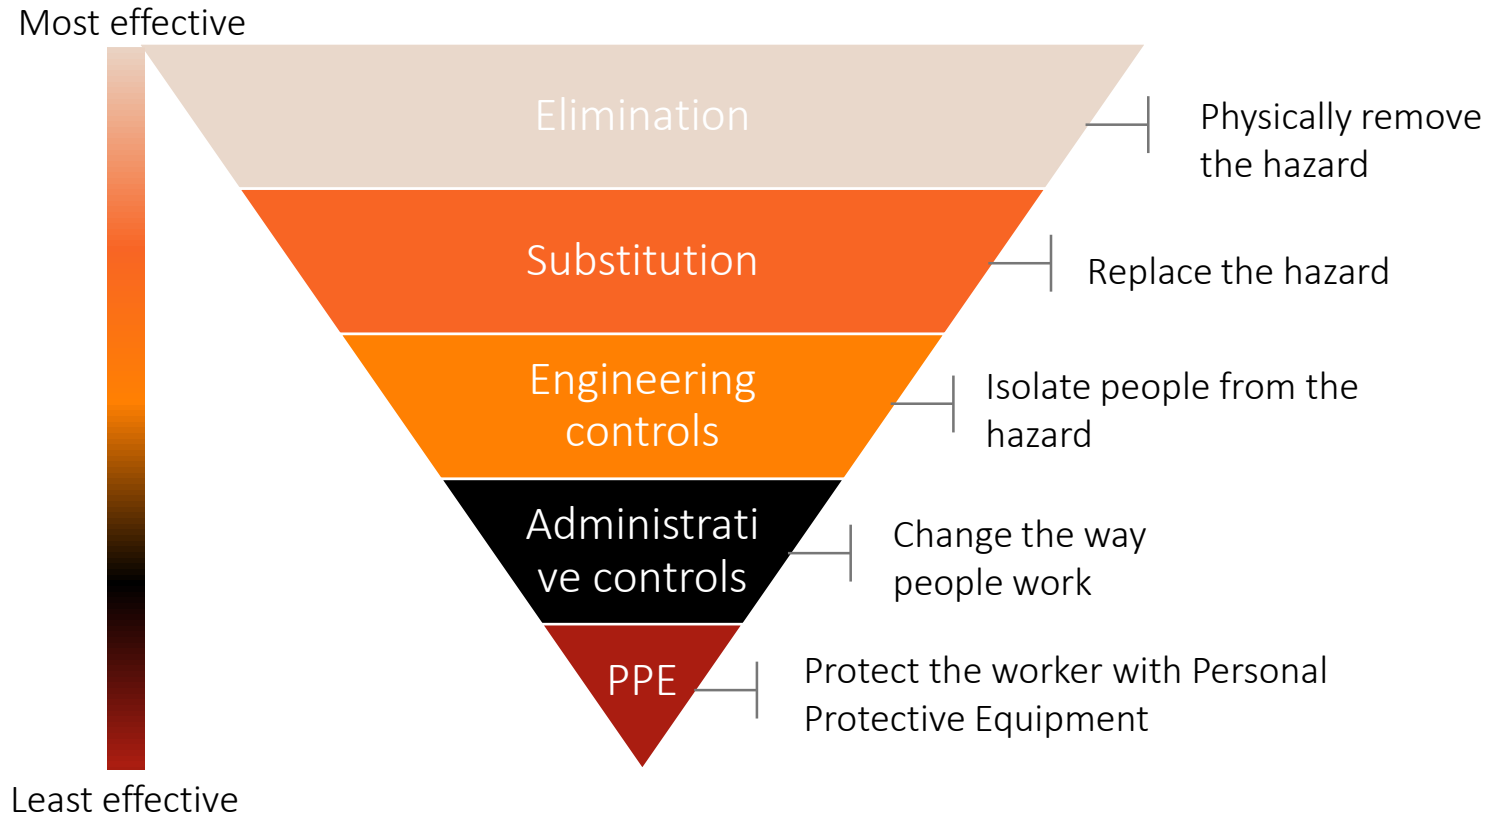 Most effective
Elimination
Physically remove
the hazard
Substitution
Replace the hazard
Engineering
controls
Isolate people from the
hazard
Administrati
ve controls
Change the way
people work
PPE
Protect the worker with Personal
Protective Equipment
Least effective